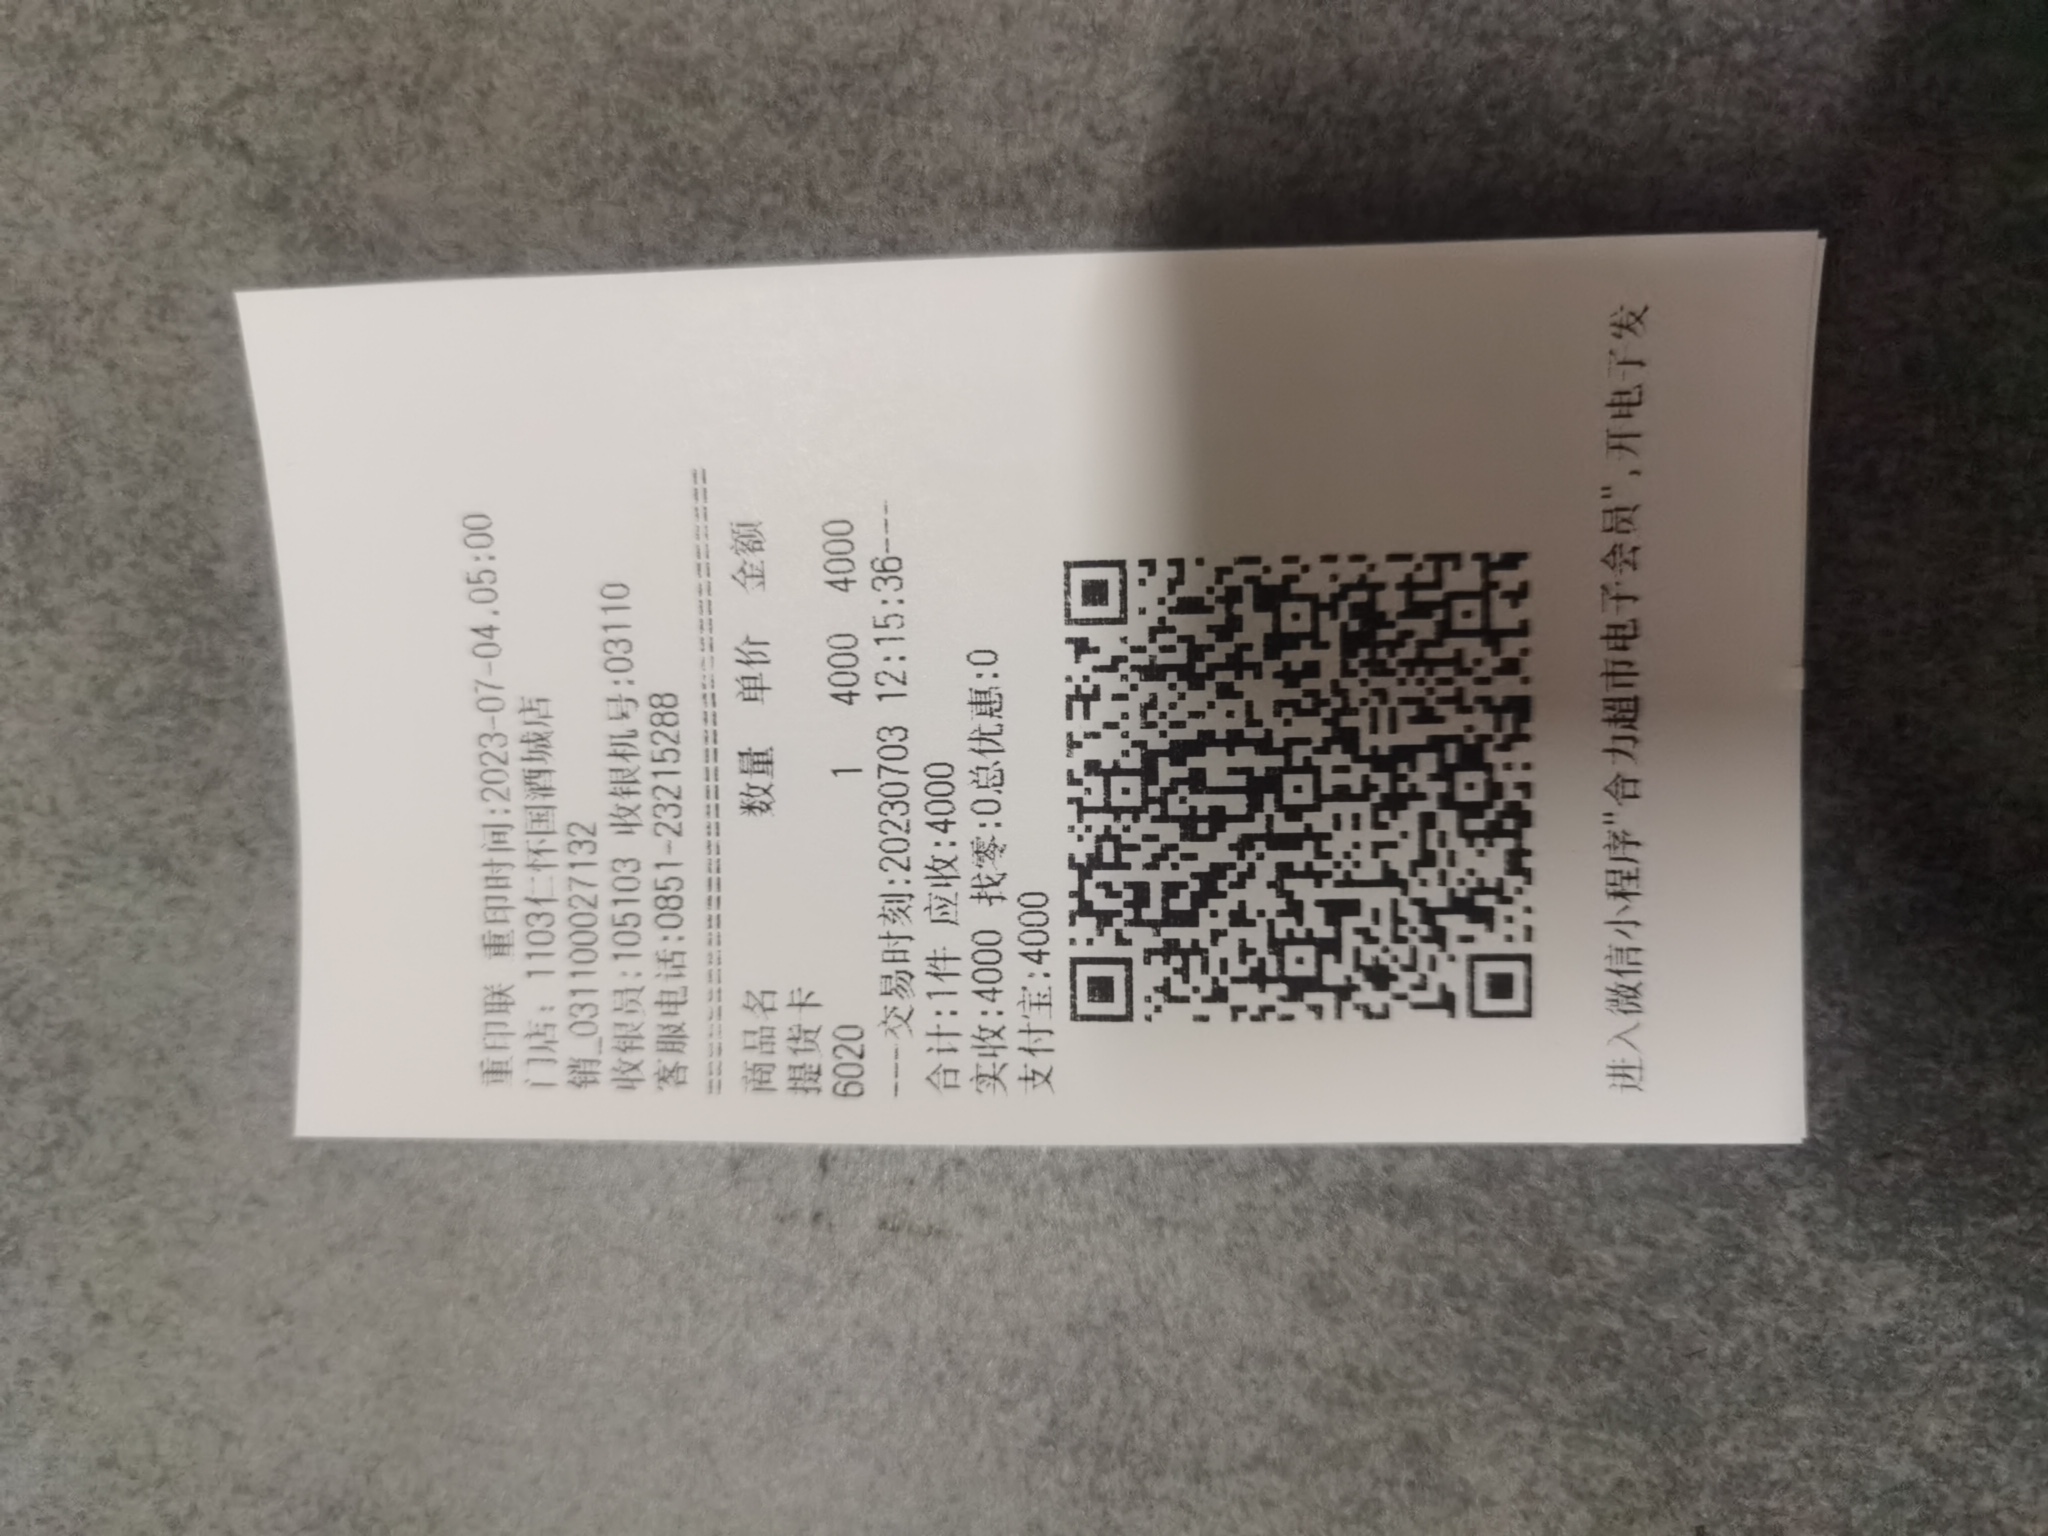 重印联 重印时间:2023-07-04.05:00
门店: 1103仁怀国酒城店
销_031100027132
收银员:105103 收银机号:03110
客服电话:0851-23215288
商品名 数量 单价 金额
提货卡
6020 1 4000 4000
----交易时刻:20230703 12:15:36----
合计:1件 应收:4000
实收:4000 找零:0总优惠:0
支付宝:4000
进入微信小程序"合力超市电子会员",开电子发